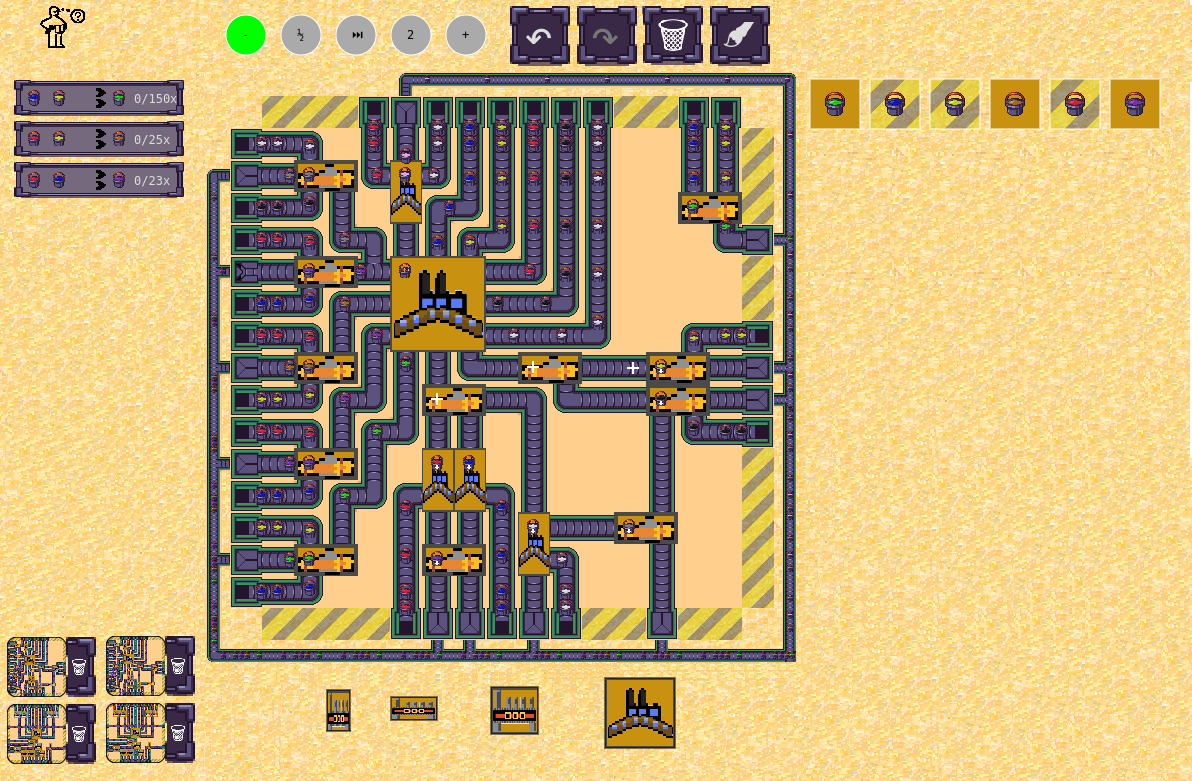 ?
- ½ ⏭ 2 +
0/150x
0/25x
0/23x